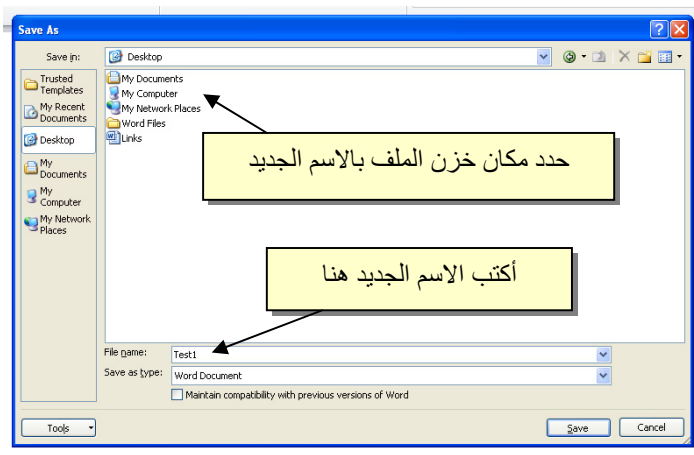 Save As
Save in:
Desktop
Trusted
Templates
My Recent
Documents
Desktop
My
Documents
My
Computer
My Network
Places
My Documents
My Computer
My Network Places
Word Files
Links
حدد مكان خزن الملف بالاسم الجديد
أكتب الاسم الجديد هنا
File name:
Test1
Save as type:
Word Document
Maintain compatibility with previous versions of Word
Tools
Save
Cancel